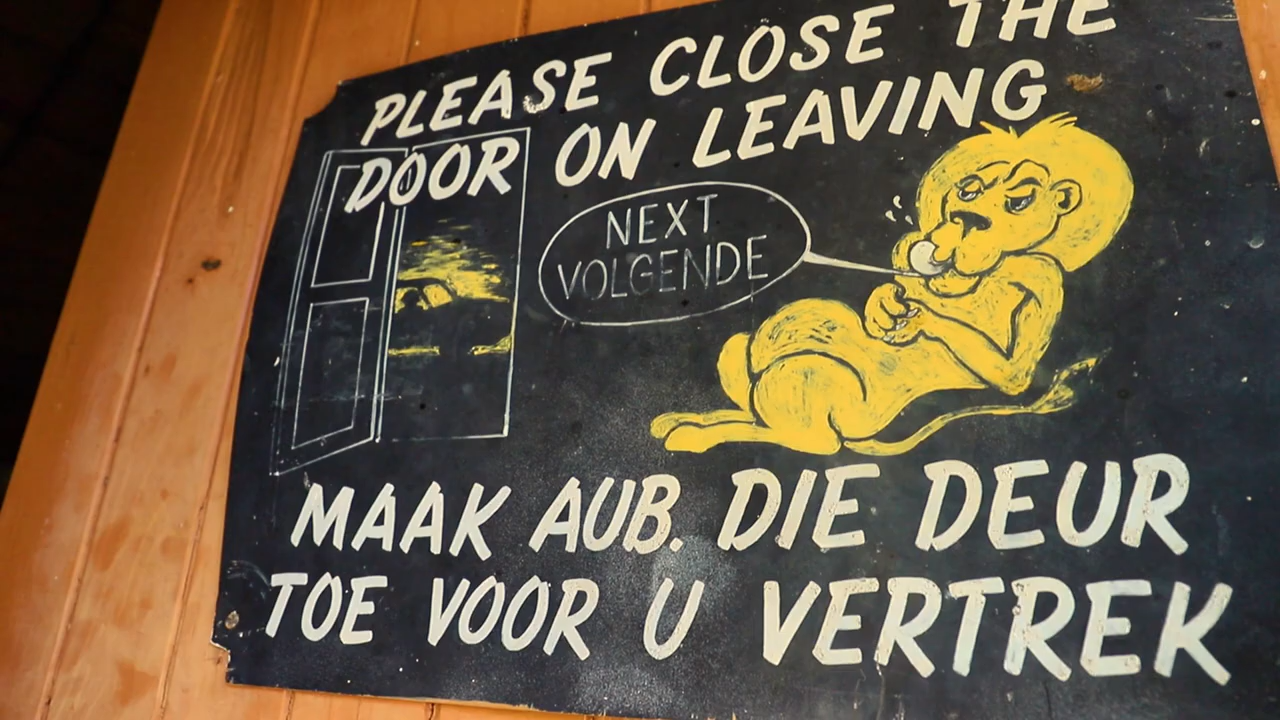 PLEASE CLOSE THE
DOOR ON LEAVING
NEXT
VOLGENDE
MAAK AUB. DIE DEUR
TOE VOOR U VERTREK